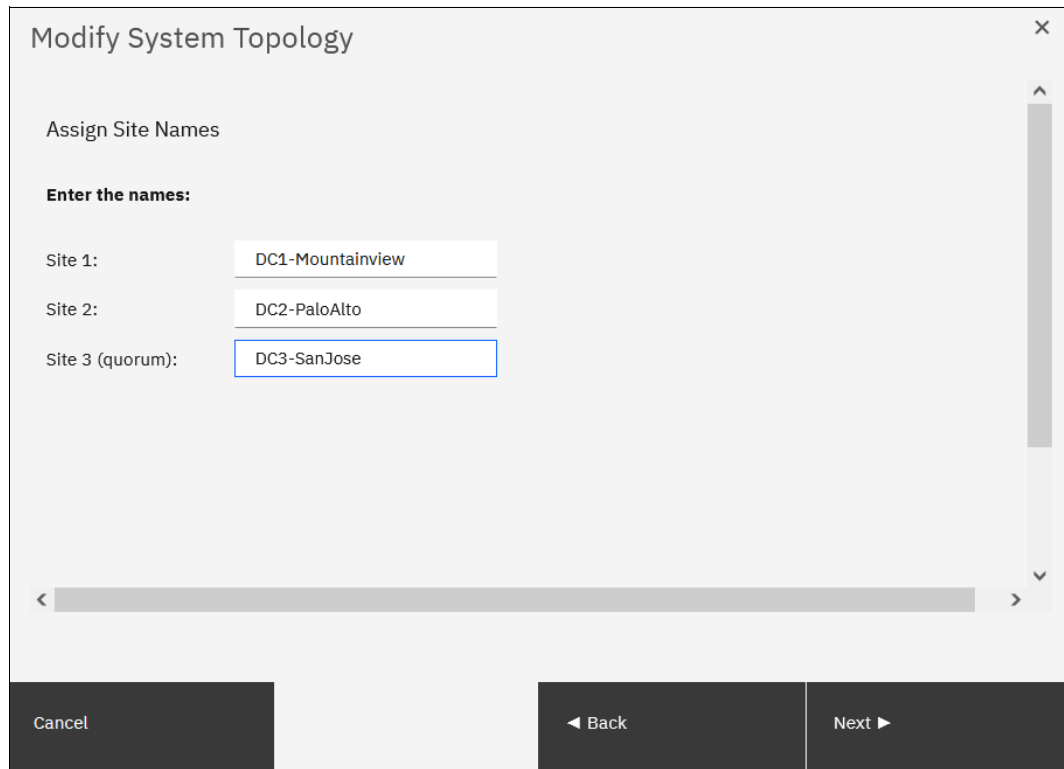 Modify System Topology
Assign Site Names
Enter the names:
Site 1: DC1-Mountainview
Site 2: DC2-PaloAlto
Site 3 (quorum): DC3-SanJose
Cancel ◄ Back Next ►